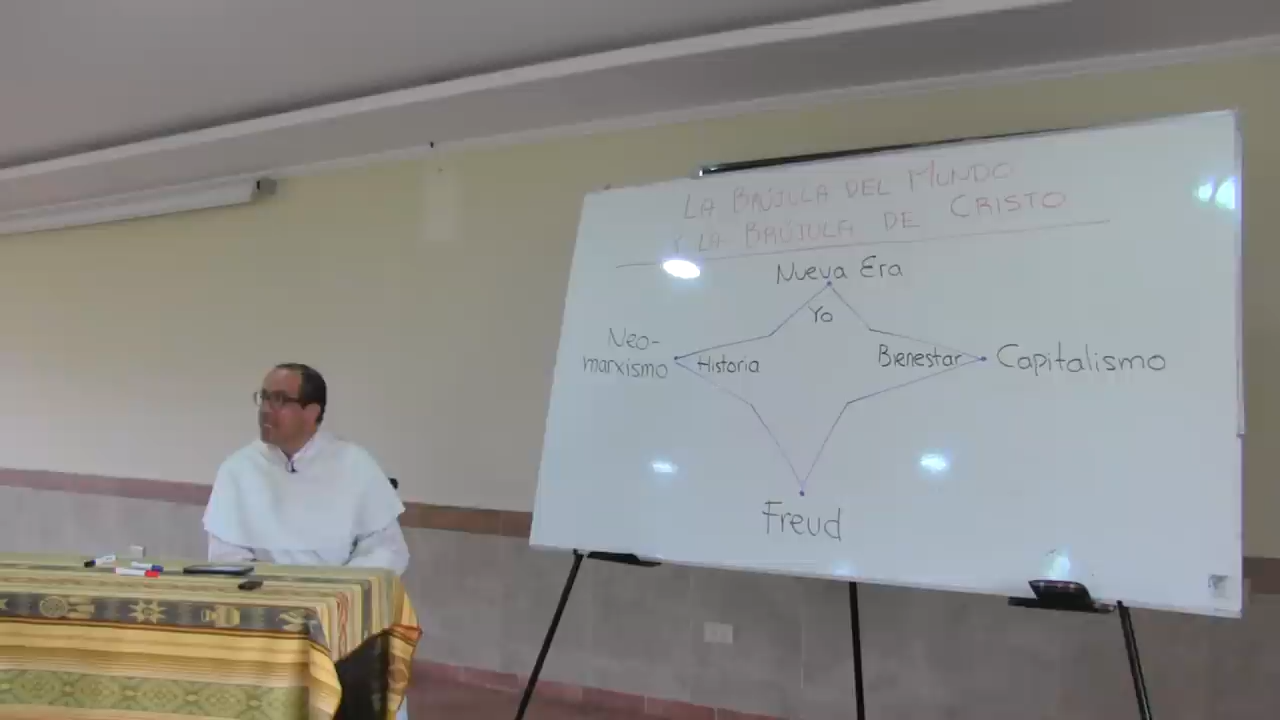 LA BRÚJULA DEL MUNDO
Y LA BRÚJULA DE CRISTO
Nueva Era
Yo
Neo-
marxismo
Historia
Bienestar
Capitalismo
Freud